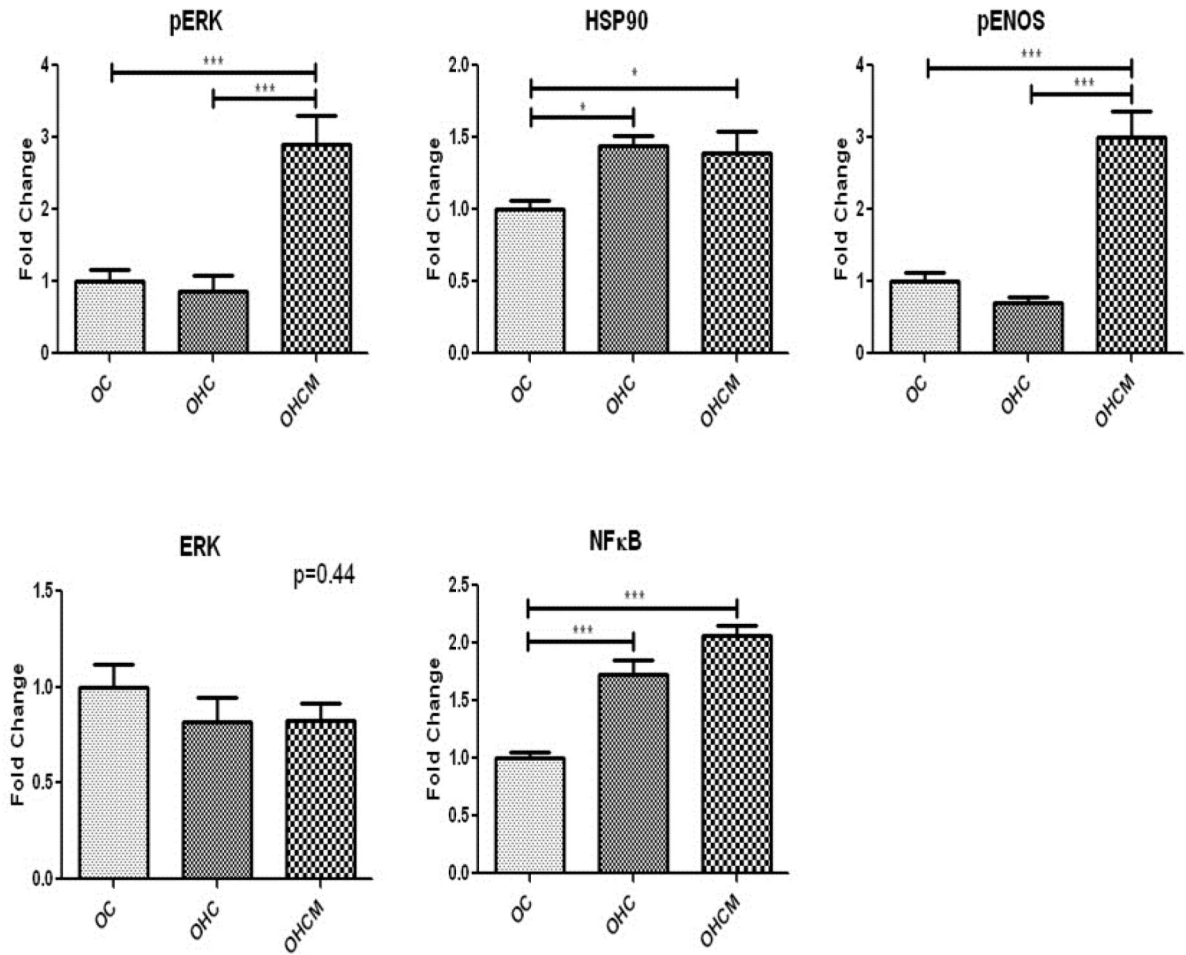 pERK
***
***
Fold Change
4
3
2
1
0
OC
OHC
OHCM
HSP90
*
*
Fold Change
2.0
1.5
1.0
0.5
0.0
OC
OHC
OHCM
pENOS
***
***
Fold Change
4
3
2
1
0
OC
OHC
OHCM
ERK
p=0.44
Fold Change
1.5
1.0
0.5
0.0
OC
OHC
OHCM
NFκB
***
***
Fold Change
2.5
2.0
1.5
1.0
0.5
0.0
OC
OHC
OHCM